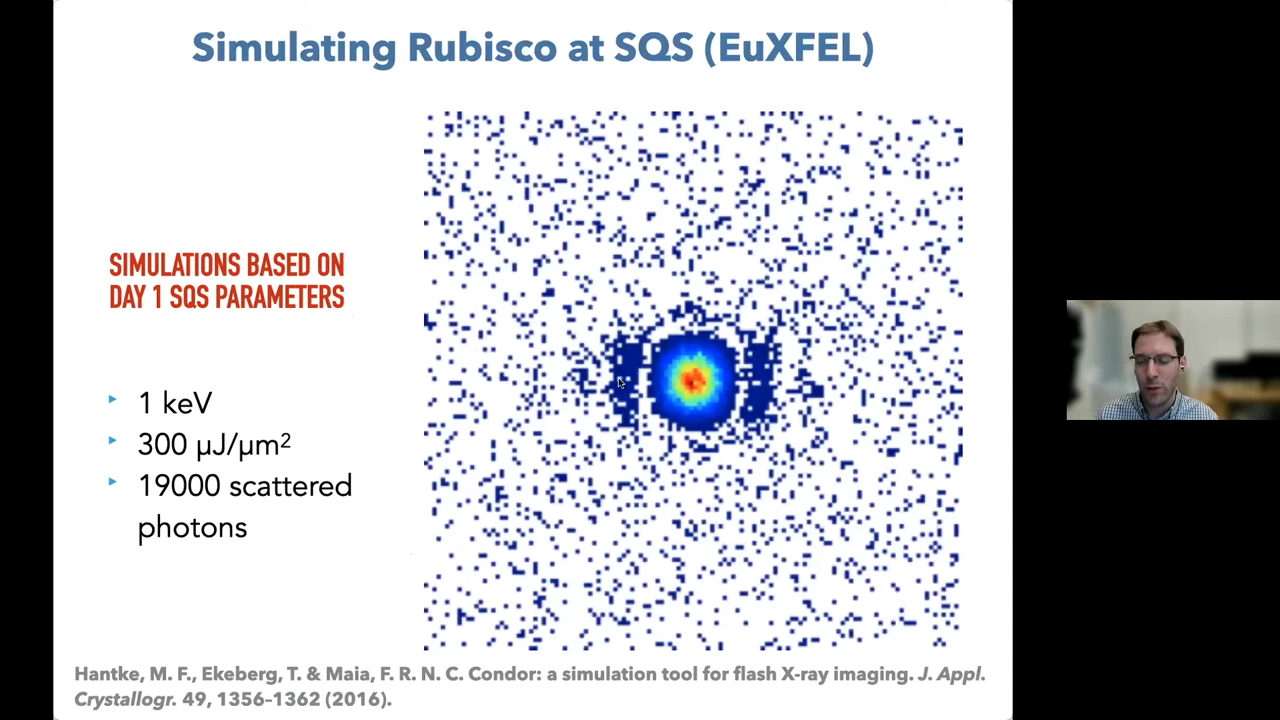 Simulating Rubisco at SQS (EuXFEL)
SIMULATIONS BASED ON
DAY 1 SQS PARAMETERS
1 keV
300 μJ/μm²
19000 scattered
photons
Hantke, M. F., Ekeberg, T. & Maia, F. R. N. C. Condor: a simulation tool for flash X-ray imaging. J. Appl.
Crystallogr. 49, 1356–1362 (2016).